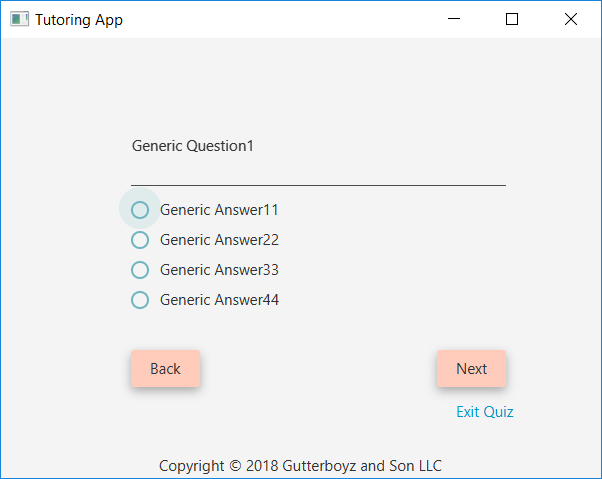 Tutoring App
Generic Question1
Generic Answer11
Generic Answer22
Generic Answer33
Generic Answer44
Back Next
Exit Quiz
Copyright © 2018 Gutterboyz and Son LLC